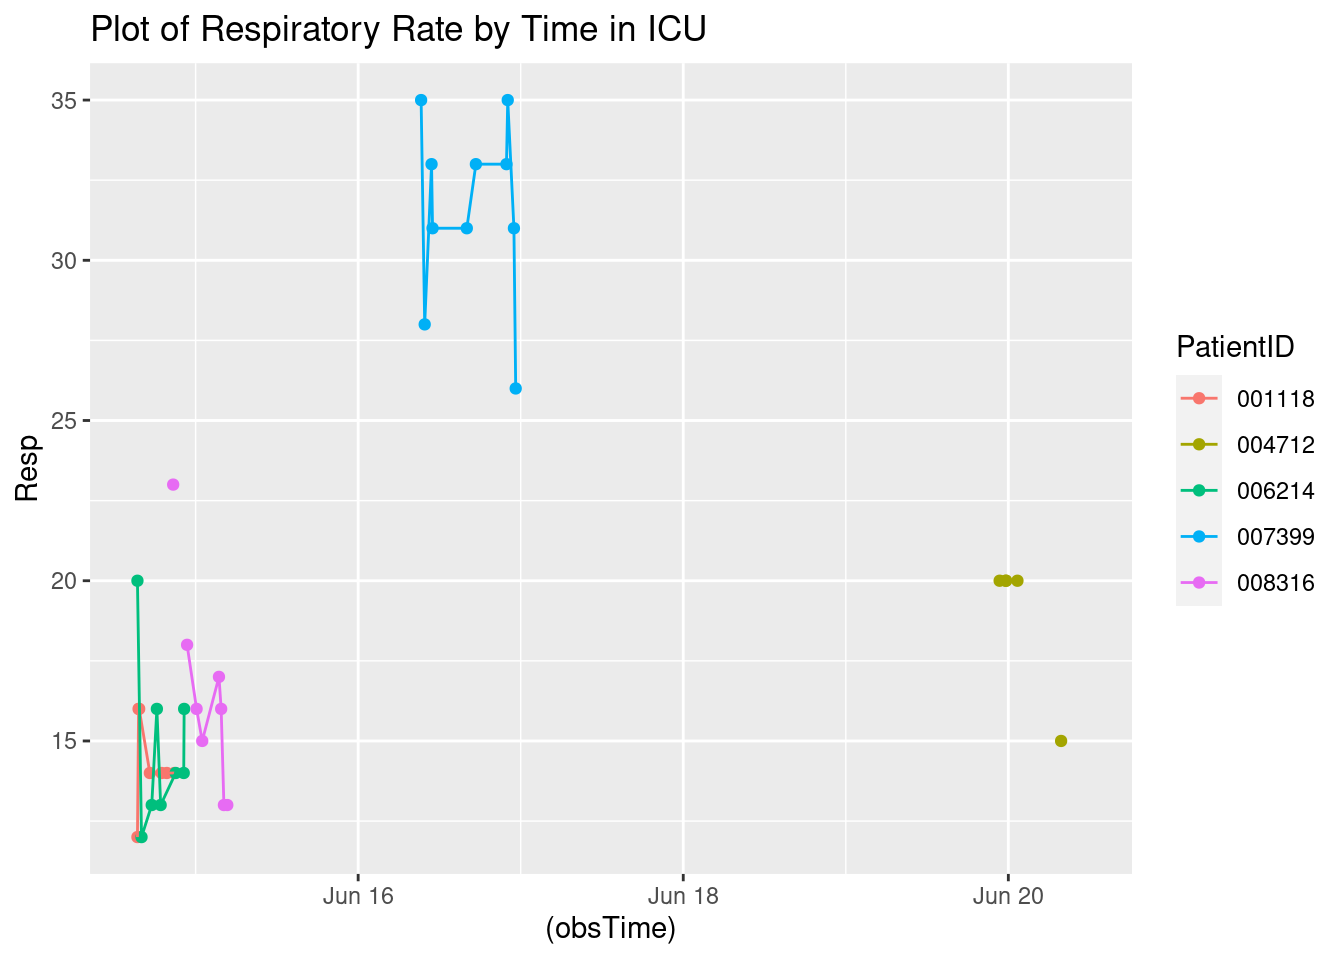 Plot of Respiratory Rate by Time in ICU
35
30
25
20
15
Resp
Jun 16
Jun 18
Jun 20
(obsTime)
PatientID
001118
004712
006214
007399
008316